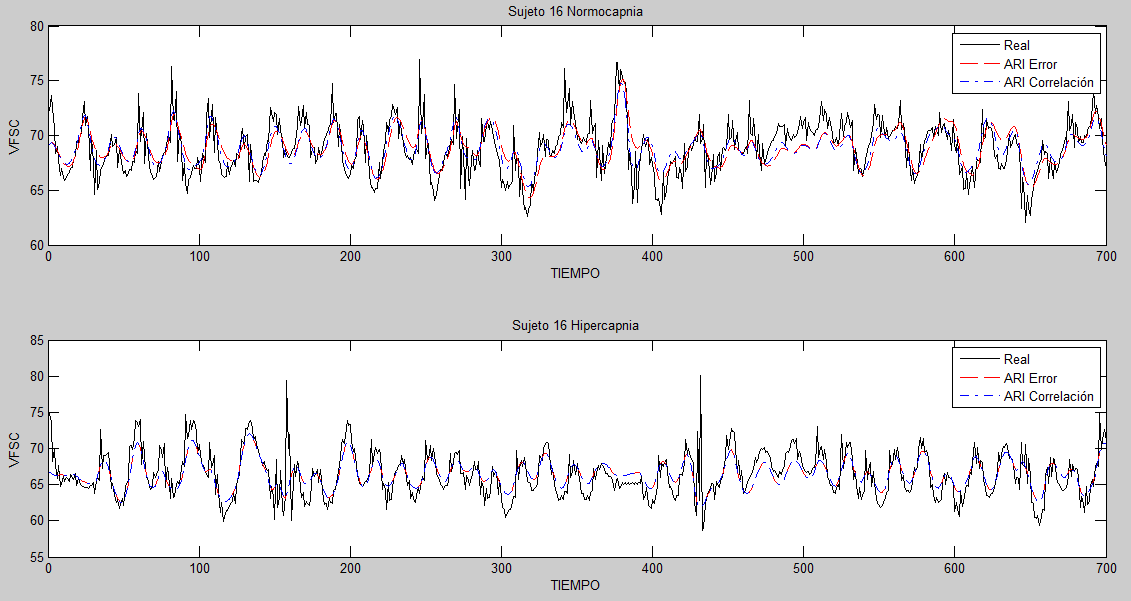 Sujeto 16 Normocapnia
80
75
70
65
60
VFSC
0 100 200 300 400 500 600 700
TIEMPO
Real
ARI Error
ARI Correlación
Sujeto 16 Hipercapnia
85
80
75
70
65
60
55
VFSC
0 100 200 300 400 500 600 700
TIEMPO
Real
ARI Error
ARI Correlación